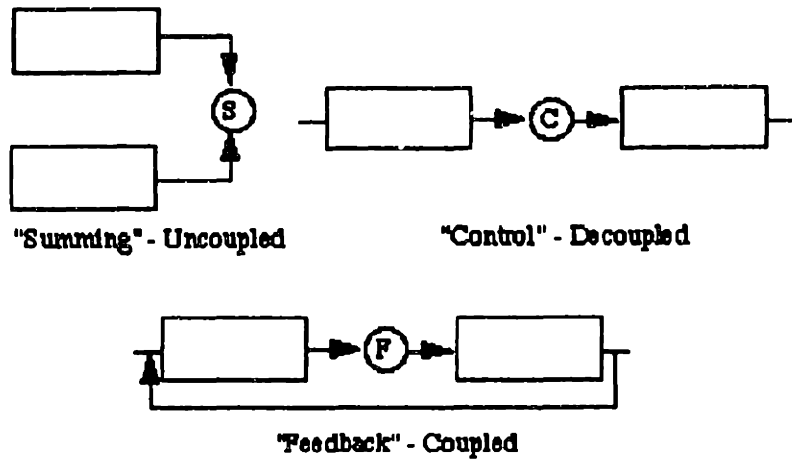 S
C
"Summing" - Uncoupled
"Control" - Decoupled
F
"Feedback" - Coupled